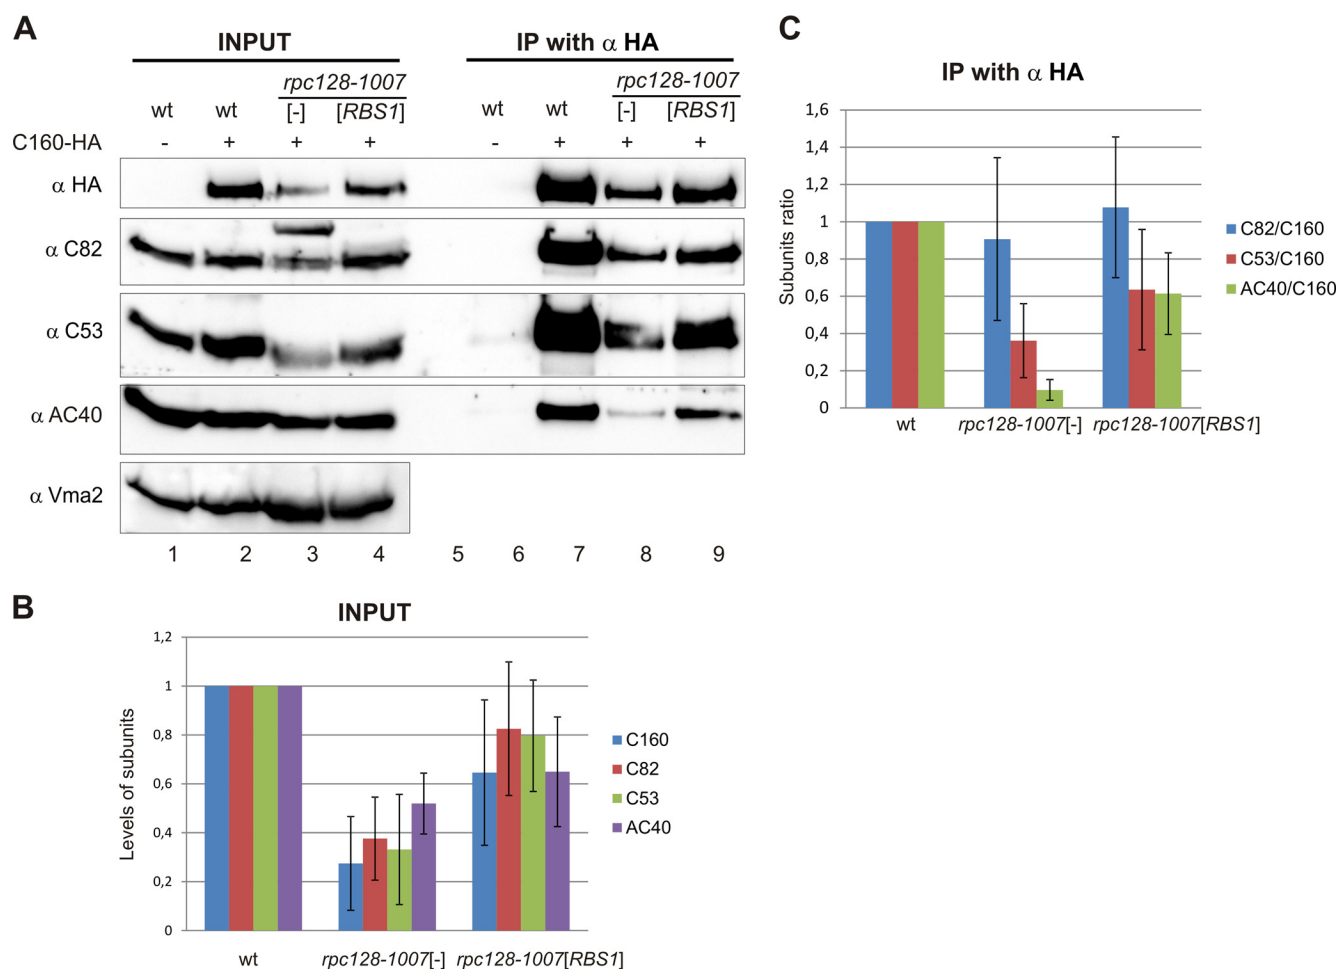 A
INPUT
IP with α HA
rpc128-1007
rpc128-1007
wt wt [-] [RBS1] wt wt [-] [RBS1]
C160-HA - + + + - + + +
α HA
α C82
α C53
α AC40
α Vma2
1 2 3 4 5 6 7 8 9
B
INPUT
Levels of subunits
1,2
1
0,8
0,6
0,4
0,2
0
wt rpc128-1007[-] rpc128-1007[RBS1]
C160
C82
C53
AC40
C
IP with α HA
Subunits ratio
1,6
1,4
1,2
1
0,8
0,6
0,4
0,2
0
wt rpc128-1007[-] rpc128-1007[RBS1]
C82/C160
C53/C160
AC40/C160